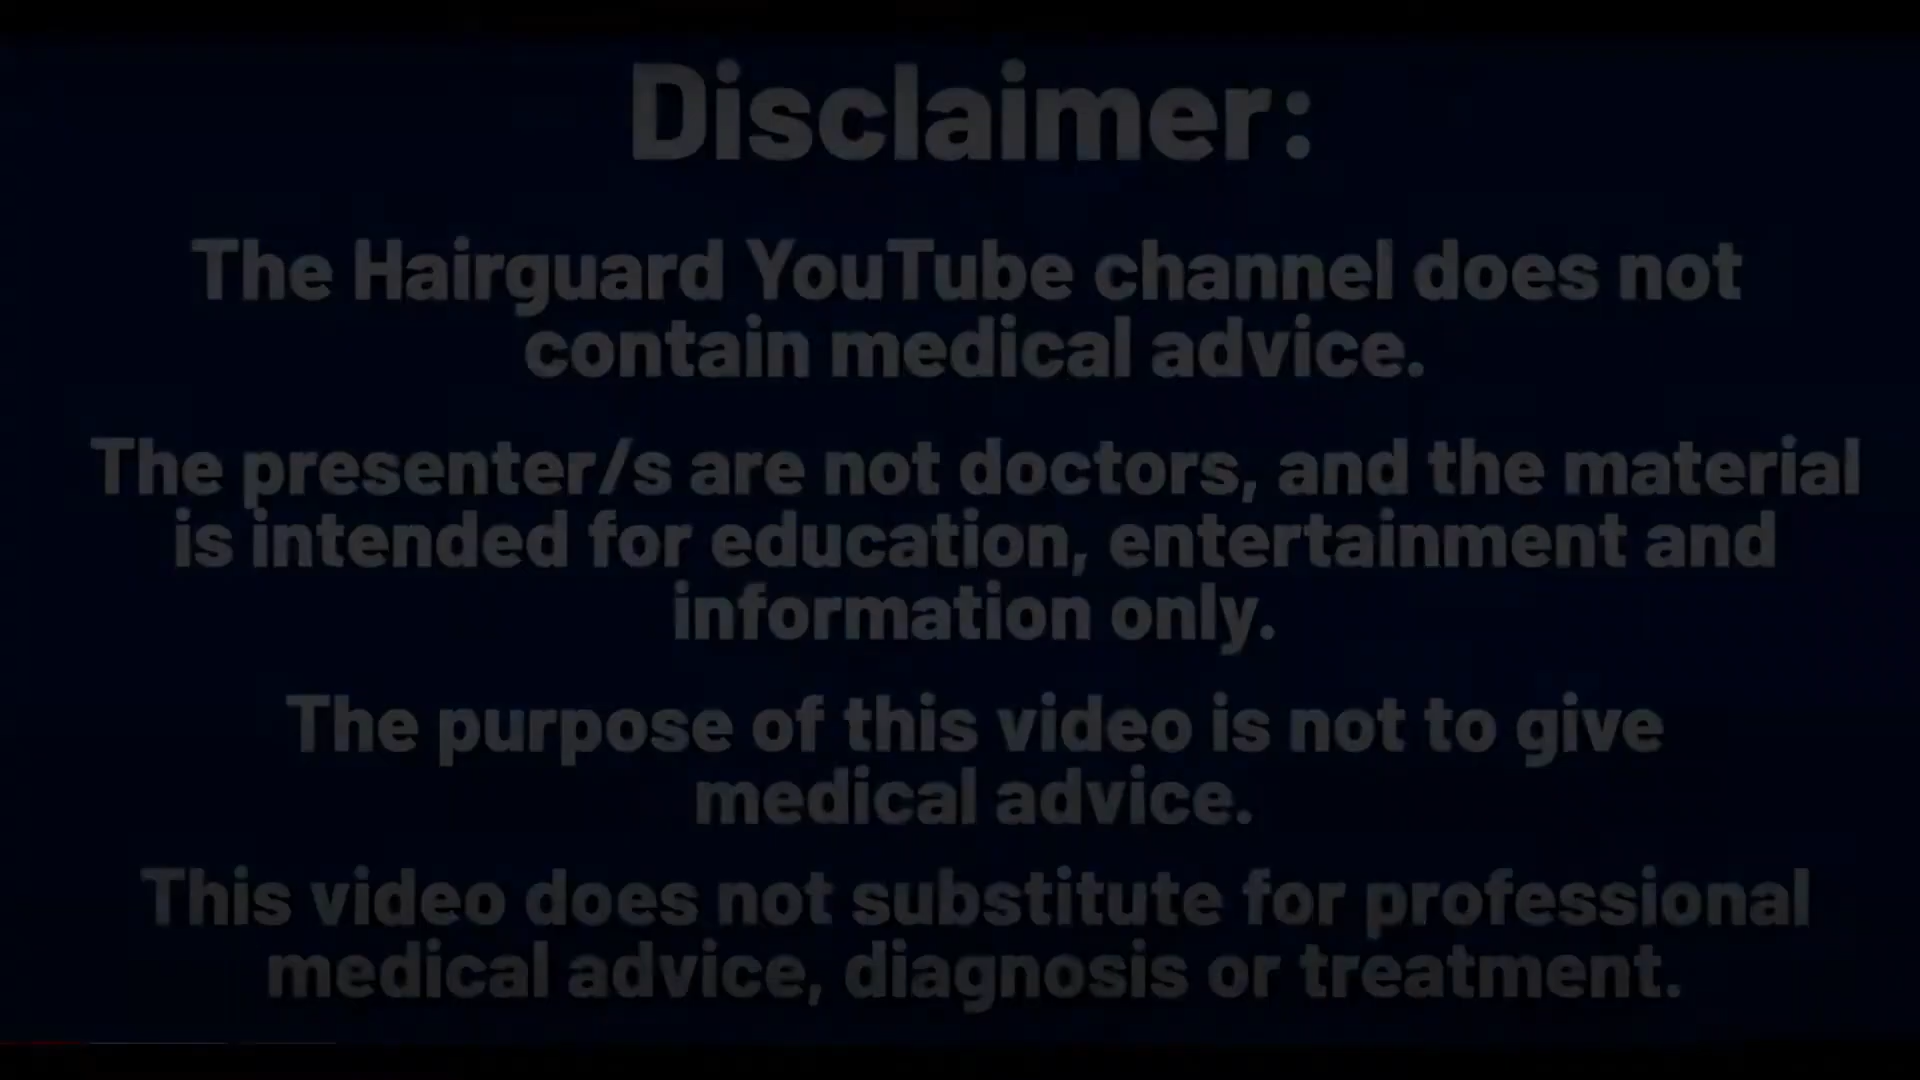 Disclaimer:
The Hairguard YouTube channel does not
contain medical advice.
The presenter/s are not doctors, and the material
is intended for education, entertainment and
information only.
The purpose of this video is not to give
medical advice.
This video does not substitute for professional
medical advice, diagnosis or treatment.